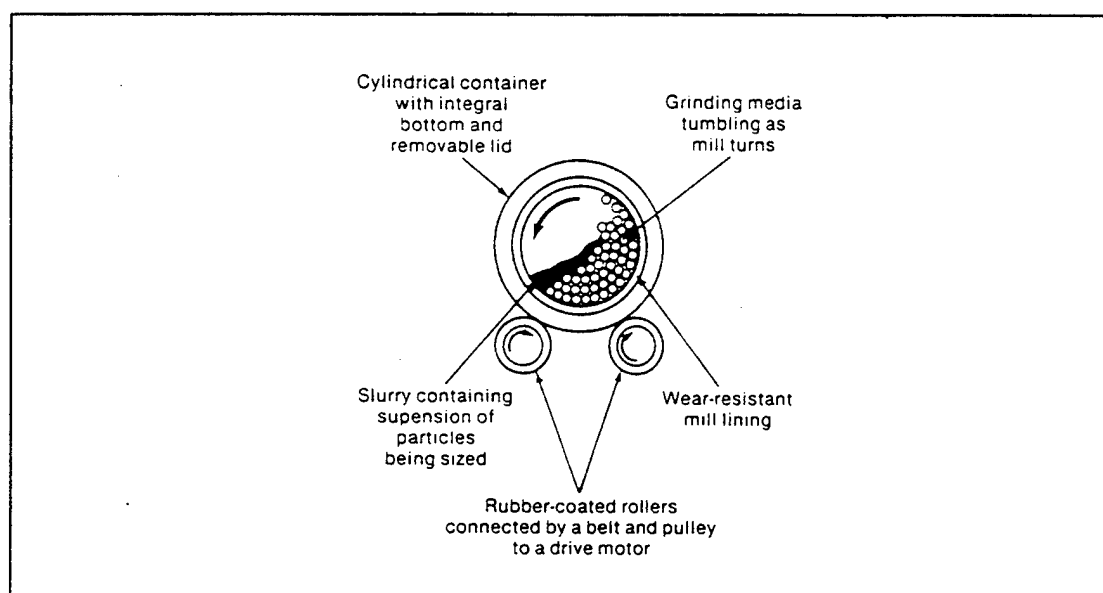 Cylindrical container
with integral
bottom and
removable lid
Grinding media
tumbling as
mill turns
Slurry containing
supension of
particles
being sized
Wear-resistant
mill lining
Rubber-coated rollers
connected by a belt and pulley
to a drive motor